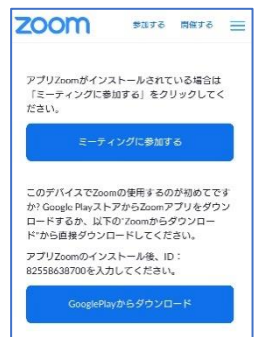 zoom 参加する 開催する
アプリZoomがインストールされている場合は
「ミーティングに参加する」をクリックしてく
ださい。
ミーティングに参加する
このデバイスでZoomの使用するのが初めてです
か? Google PlayストアからZoomアプリをダウン
ロードするか、以下の"Zoomからダウンロー
ド"から直接ダウンロードしてください。
アプリZoomのインストール後、ID：
82558638700を入力してください。
GooglePlayからダウンロード